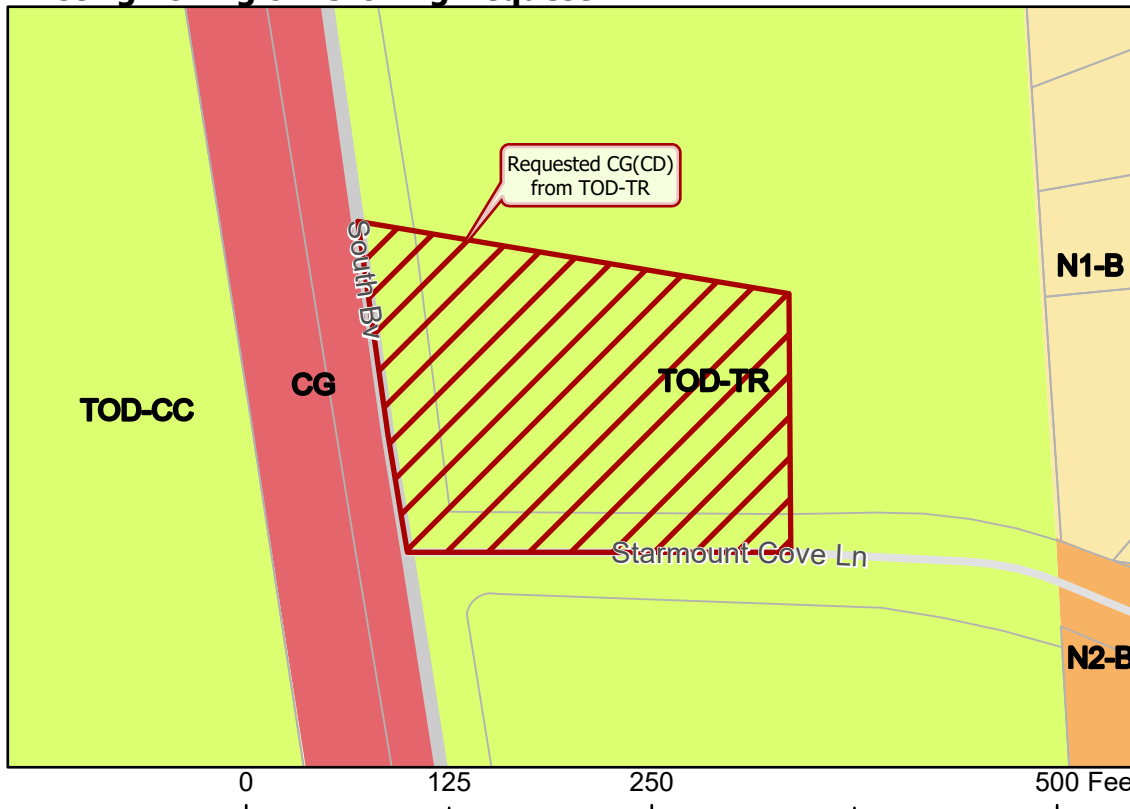 Requested CG(CD)
from TOD-TR
South Bv
N1-B
CG
TOD-TR
TOD-CC
Starmount Cove Ln
N2-B
0 125 250 500 Fee